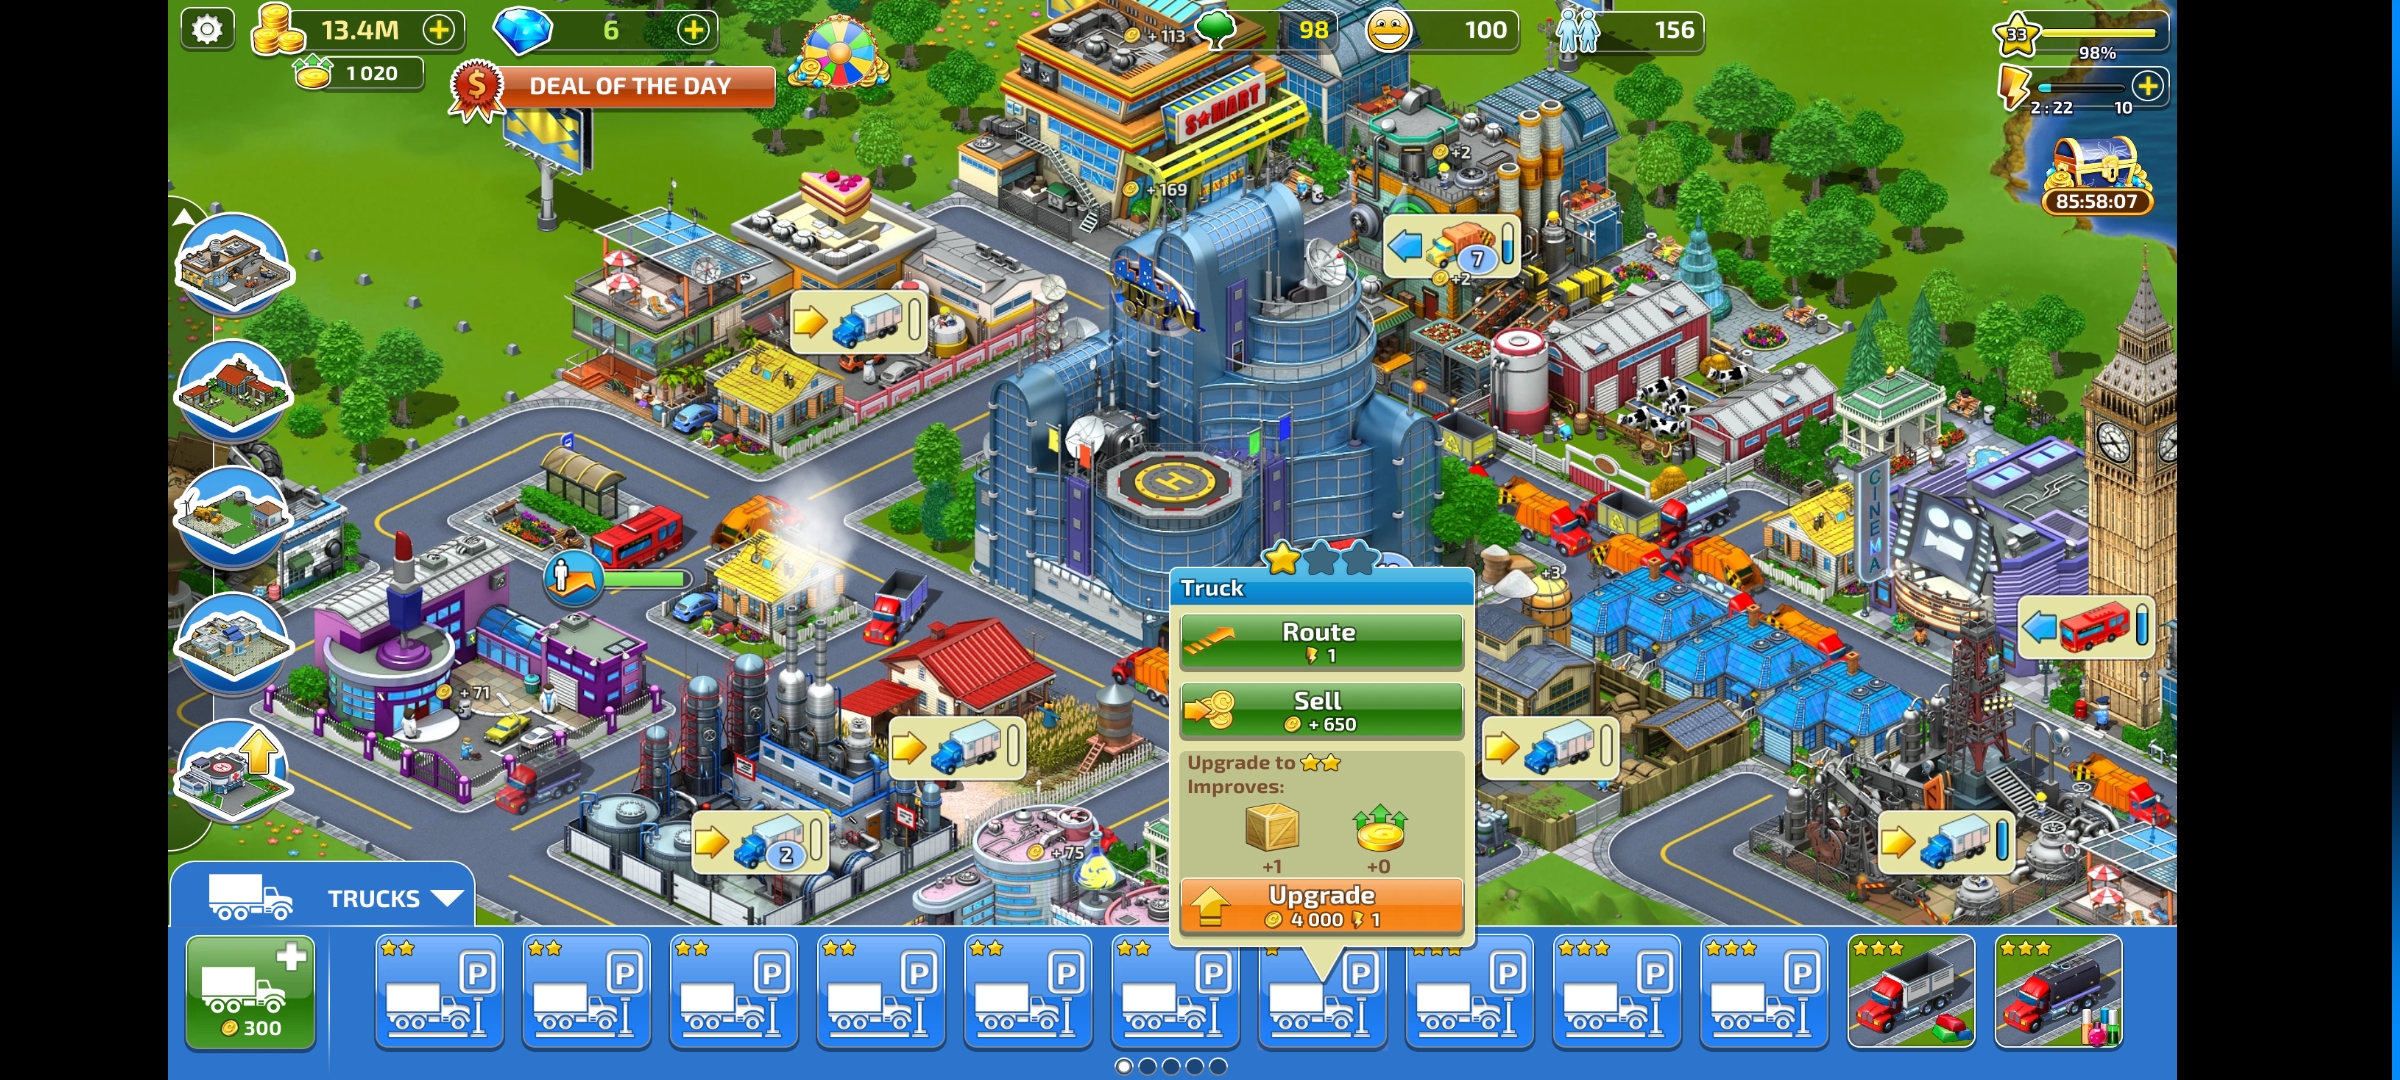 13.4M
6
98
100
156
33
98%
1 020
DEAL OF THE DAY
2:22
10
85:58:07
+113
S★MART
+169
+2
7
+2
CINEMA
+3
+71
2
+75
Truck
Route
1
Sell
+ 650
Upgrade to
Improves:
+1
+0
Upgrade
4 000 1
TRUCKS
300
P
P
P
P
P
P
P
P
P
P